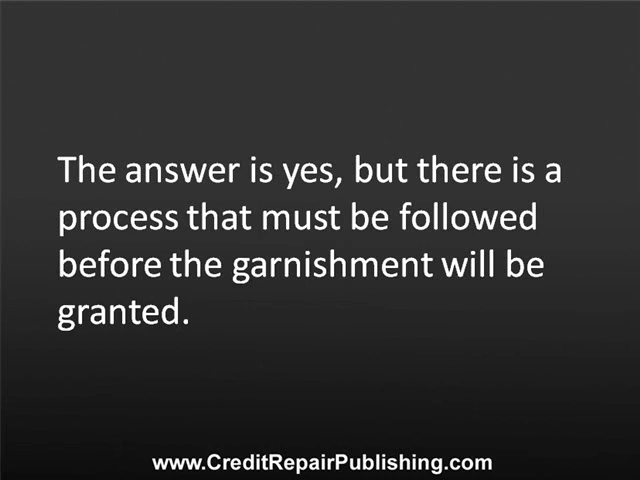 The answer is yes, but there is a
process that must be followed
before the garnishment will be
granted.
www.CreditRepairPublishing.com